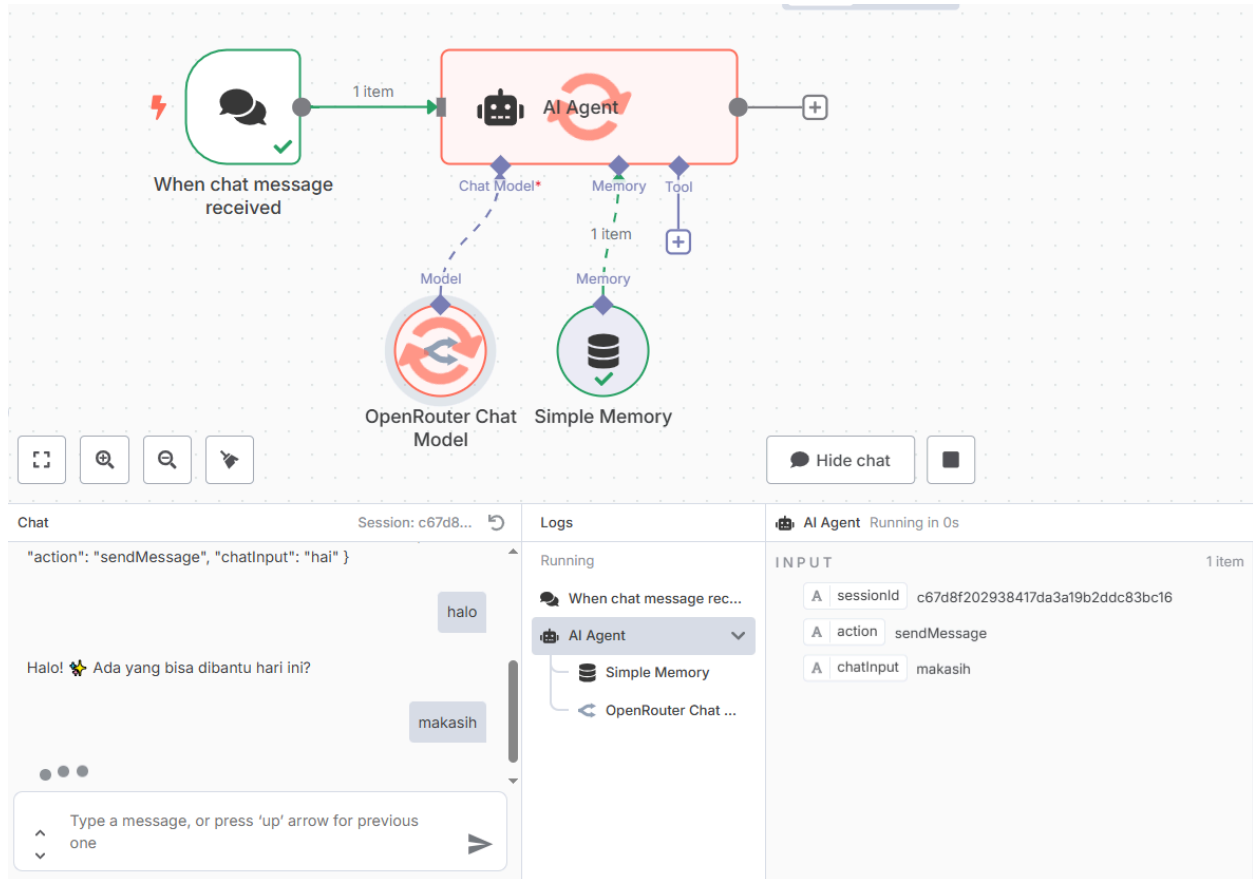 1 item
AI Agent
When chat message
received
Chat Model*
Memory
Tool
1 item
Model
Memory
OpenRouter Chat
Model
Simple Memory
Hide chat
Chat
Session: c67d8...
"action": "sendMessage", "chatInput": "hai" }
halo
Halo! ✨ Ada yang bisa dibantu hari ini?
makasih
Type a message, or press ‘up’ arrow for previous
one
Logs
Running
When chat message rec...
AI Agent
Simple Memory
OpenRouter Chat ...
AI Agent Running in 0s
INPUT
1 item
A sessionId c67d8f202938417da3a19b2ddc83bc16
A action sendMessage
A chatInput makasih